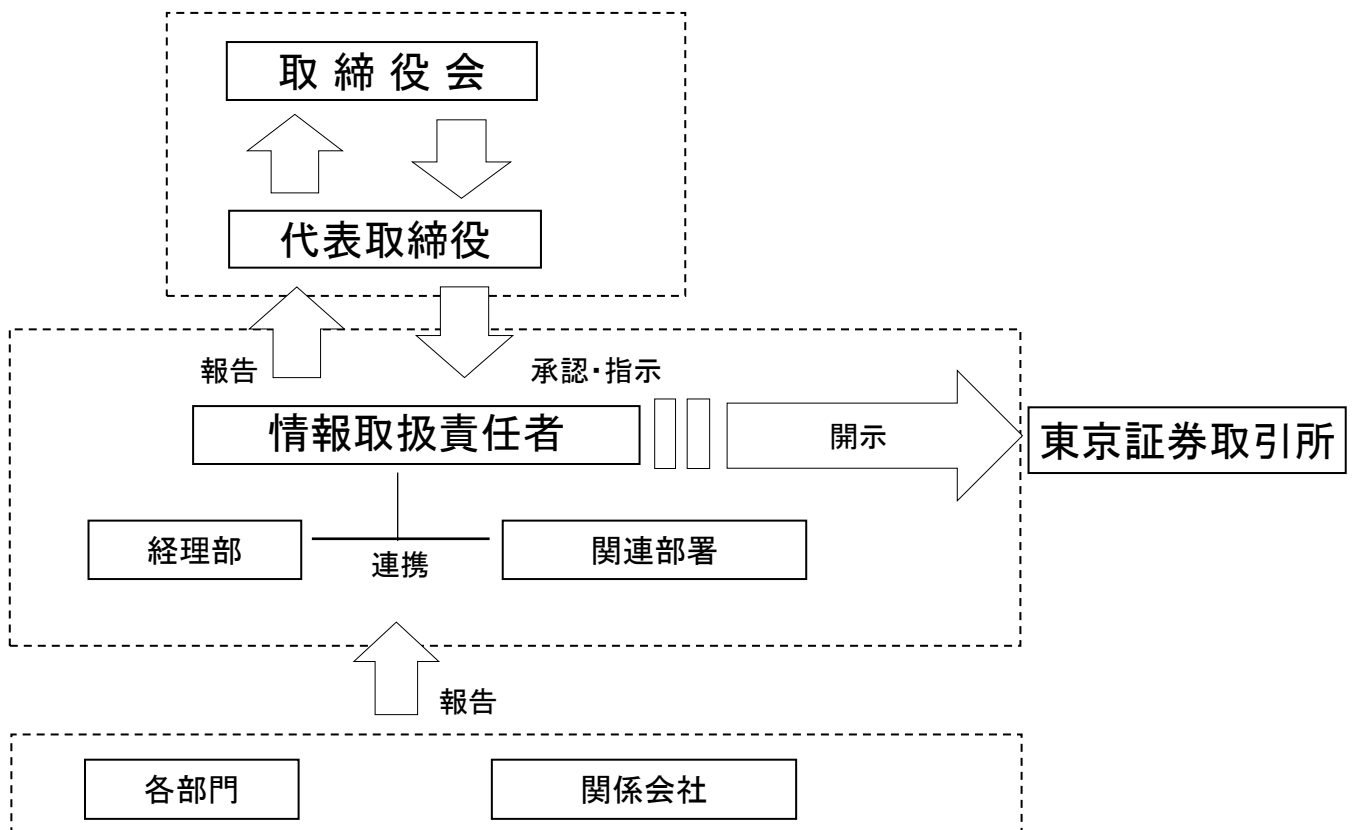 取 締 役 会
代表取締役
報告
承認・指示
情報取扱責任者
開示
東京証券取引所
経理部
連携
関連部署
報告
各部門
関係会社